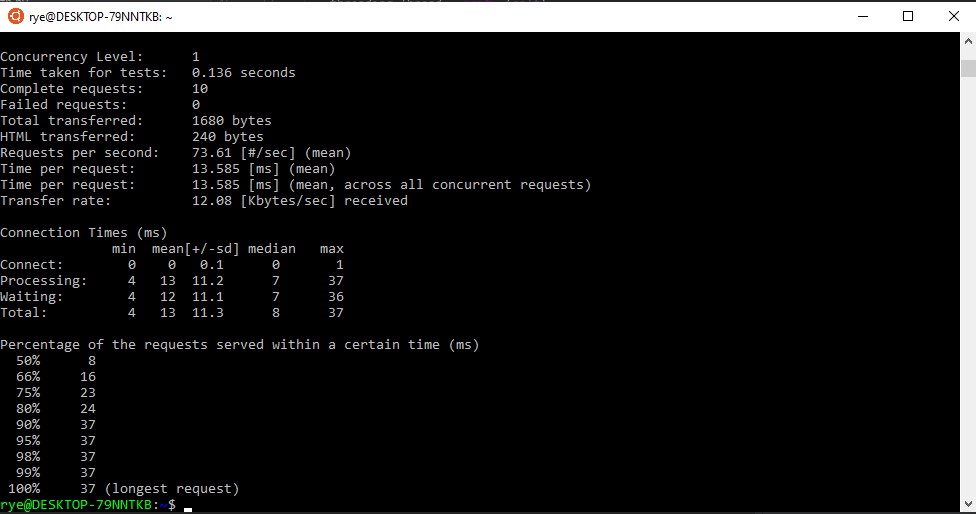 rye@DESKTOP-79NNTKB: ~
Concurrency Level:      1
Time taken for tests:   0.136 seconds
Complete requests:      10
Failed requests:        0
Total transferred:      1680 bytes
HTML transferred:       240 bytes
Requests per second:    73.61 [#/sec] (mean)
Time per request:       13.585 [ms] (mean)
Time per request:       13.585 [ms] (mean, across all concurrent requests)
Transfer rate:          12.08 [Kbytes/sec] received

Connection Times (ms)
              min  mean[+/-sd] median   max
Connect:        0    0   0.1      0       1
Processing:     4   13  11.2      7      37
Waiting:        4   12  11.1      7      36
Total:          4   13  11.3      8      37

Percentage of the requests served within a certain time (ms)
  50%      8
  66%     16
  75%     23
  80%     24
  90%     37
  95%     37
  98%     37
  99%     37
 100%     37 (longest request)
rye@DESKTOP-79NNTKB:~$